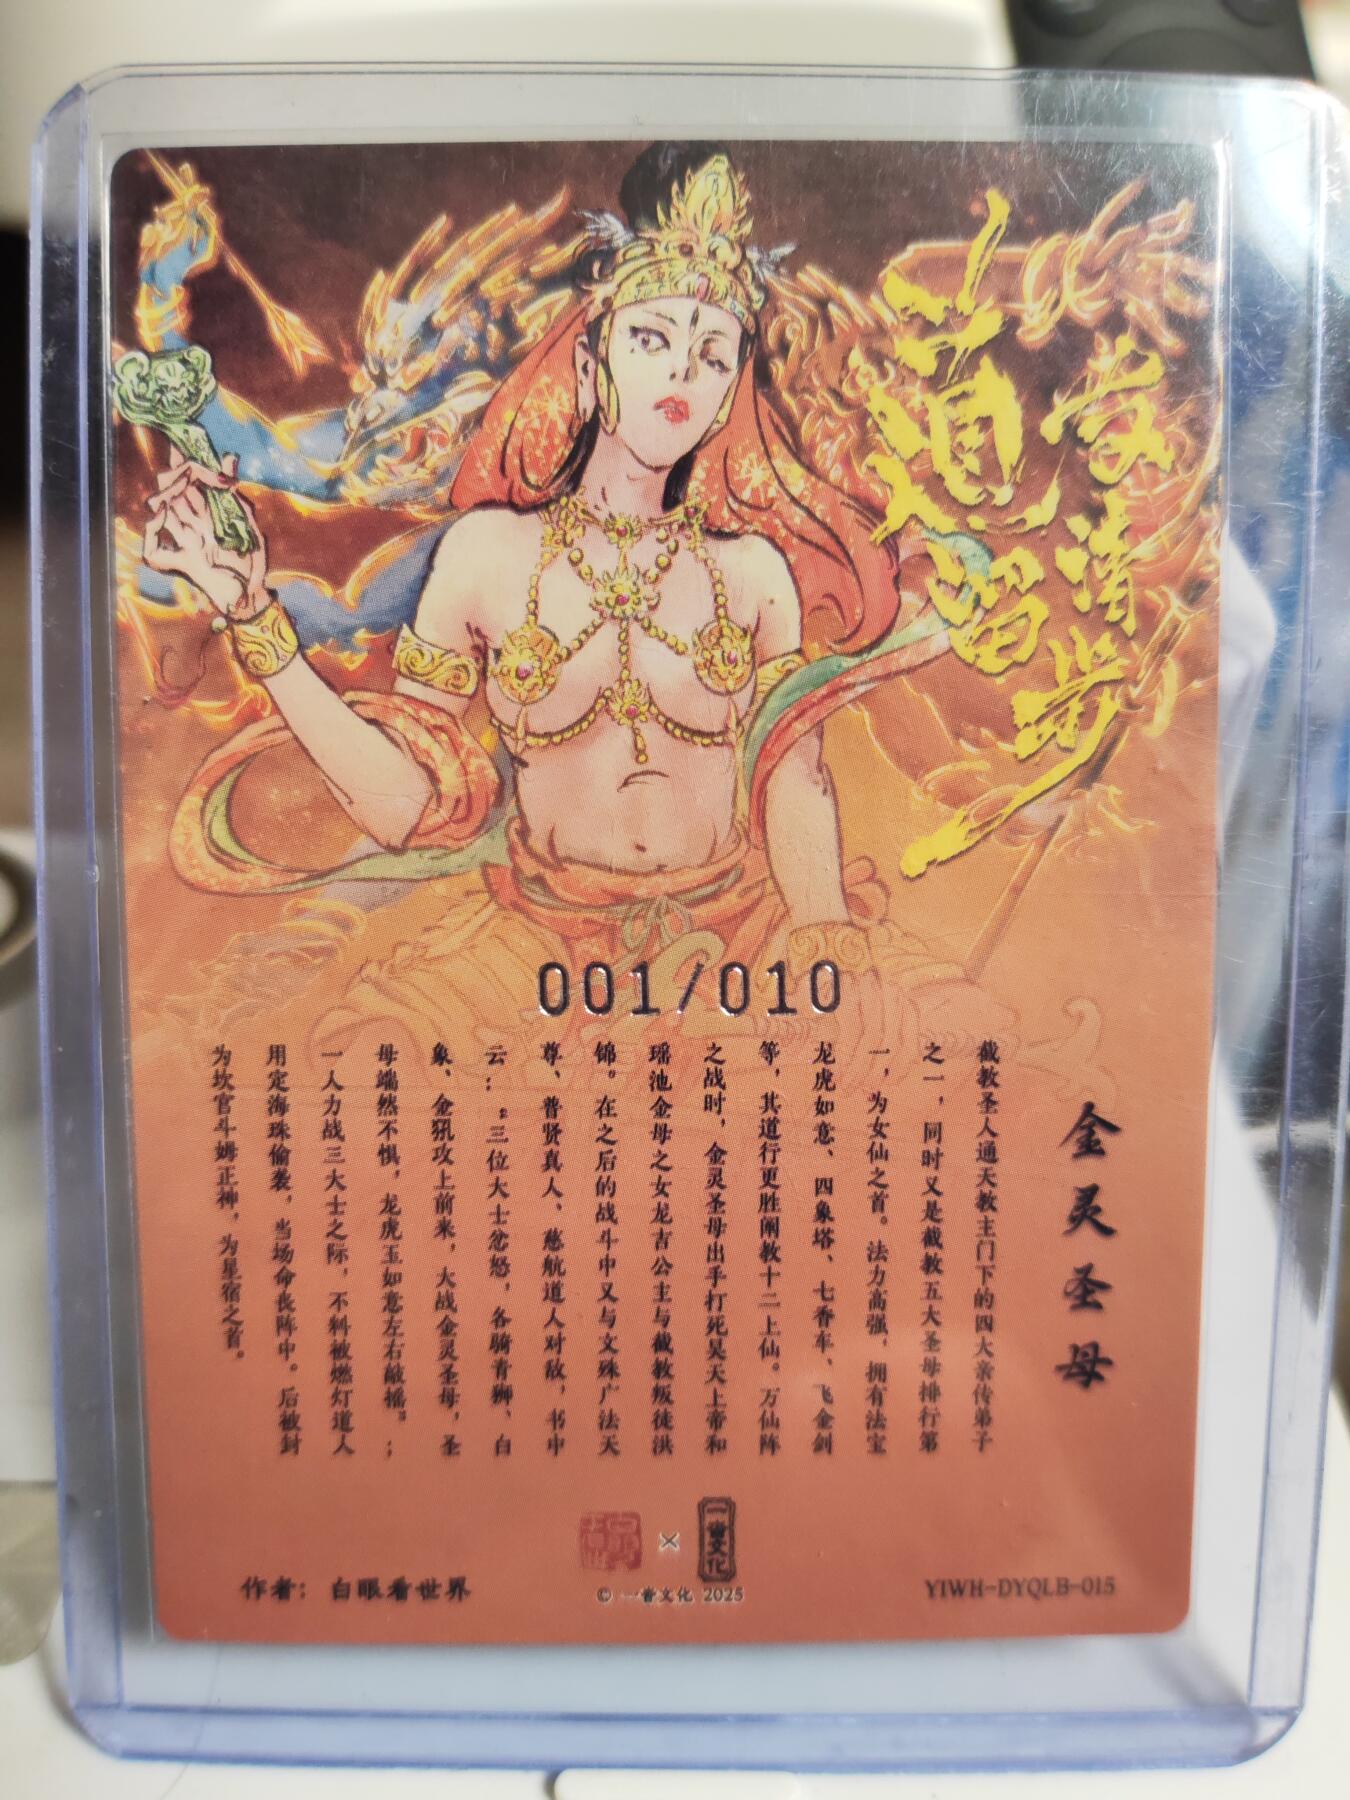 道友请留步
001/010
金灵圣母
截教圣人通天教主门下的四大亲传弟子
之一，同时又是截教五大圣母排行第
一，为女仙之首。法力高强，拥有法宝
龙虎如意、四象塔、七香车、飞金剑
等，其道行更胜阐教十二上仙。万仙阵
之战时，金灵圣母出手打死昊天上帝和
瑶池金母之女龙吉公主与截教叛徒洪
锦。在之后的战斗中又与文殊广法天
尊、普贤真人、慈航道人对敌，书中
云：“三位大士忿怒，各骑青狮、白
象、金犼攻上前来，大战金灵圣母，圣
母端然不惧，龙虎玉如意左右敲摇。”；
一人力战三大士之际，不料被燃灯道人
用定海珠偷袭，当场命丧阵中。后被封
为坎宫斗姆正神，为星宿之首。
×
作者：白眼看世界
© 2025
YIWH-DYQLB-015